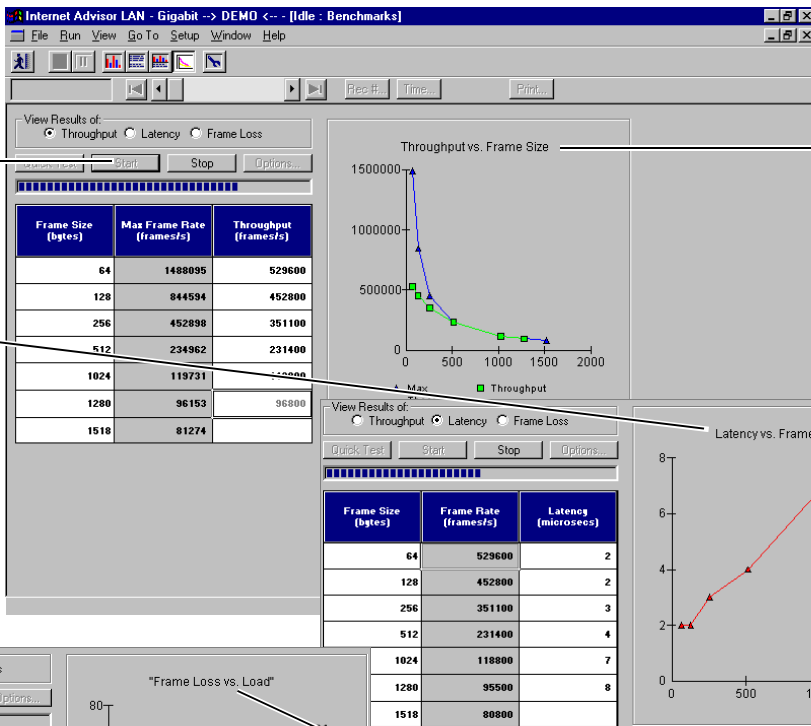 Internet Advisor LAN - Gigabit --> DEMO <-- - [Idle : Benchmarks]
File Run View Go To Setup Window Help
Rec #... Time... Print...
View Results of:
Throughput Latency Frame Loss
Quick Test Start Stop Options...
Frame Size (bytes) Max Frame Rate (frames/s) Throughput (frames/s)
64 1488095 529600
128 844594 452800
256 452898 351100
512 234962 231400
1024 119731
1280 96153 96800
1518 81274
Throughput vs. Frame Size
1500000
1000000
500000
0
0 500 1000 1500 2000
Max Throughput
View Results of:
Throughput Latency Frame Loss
Quick Test Start Stop Options...
Frame Size (bytes) Frame Rate (frames/s) Latency (microsecs)
64 529600 2
128 452800 2
256 351100 3
512 231400 4
1024 118800 7
1280 95500 8
1518 80800
Latency vs. Frame
8
6
4
2
0
0 500 1
s
ptions...
"Frame Loss vs. Load"
80